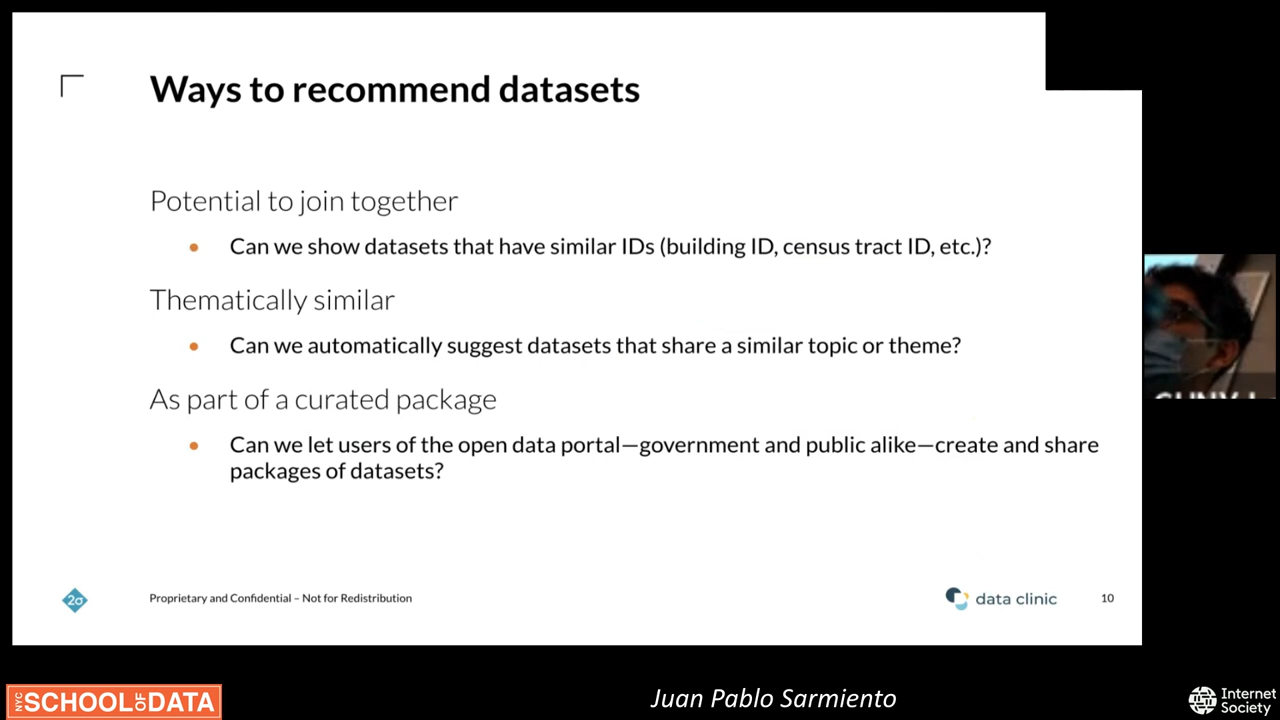 Ways to recommend datasets
Potential to join together
• Can we show datasets that have similar IDs (building ID, census tract ID, etc.)?
Thematically similar
• Can we automatically suggest datasets that share a similar topic or theme?
As part of a curated package
• Can we let users of the open data portal—government and public alike—create and share
packages of datasets?
2σ
Proprietary and Confidential – Not for Redistribution
data clinic
10
NYC SCHOOL OF DATA
Juan Pablo Sarmiento
Internet
Society